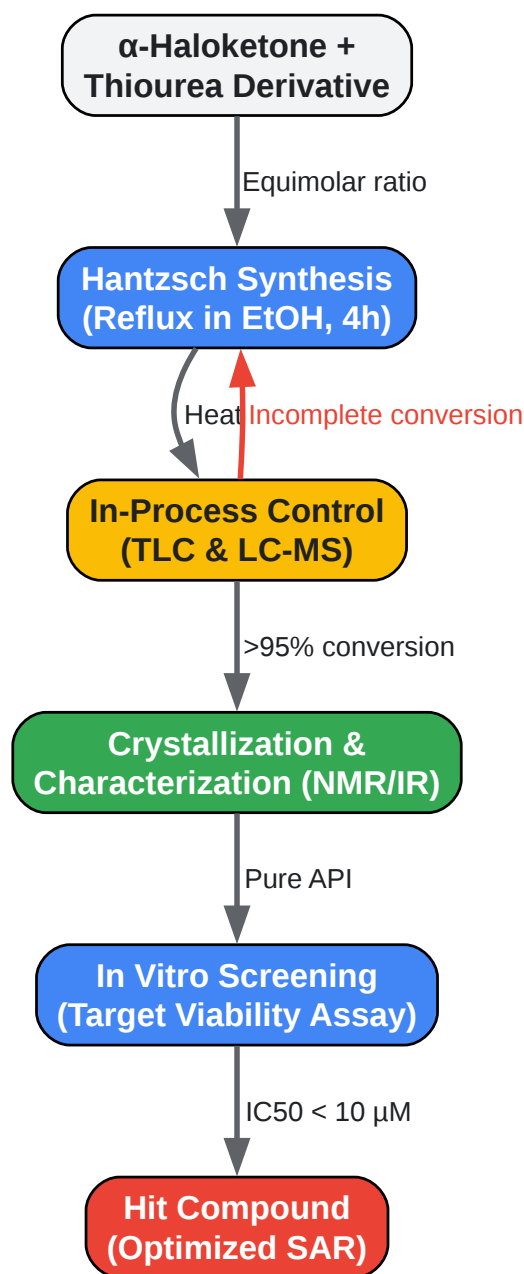 α-Haloketone +
Thiourea Derivative
Equimolar ratio
Hantzsch Synthesis
(Reflux in EtOH, 4h)
Heat
Incomplete conversion
In-Process Control
(TLC & LC-MS)
>95% conversion
Crystallization &
Characterization (NMR/IR)
Pure API
In Vitro Screening
(Target Viability Assay)
IC50 < 10 µM
Hit Compound
(Optimized SAR)